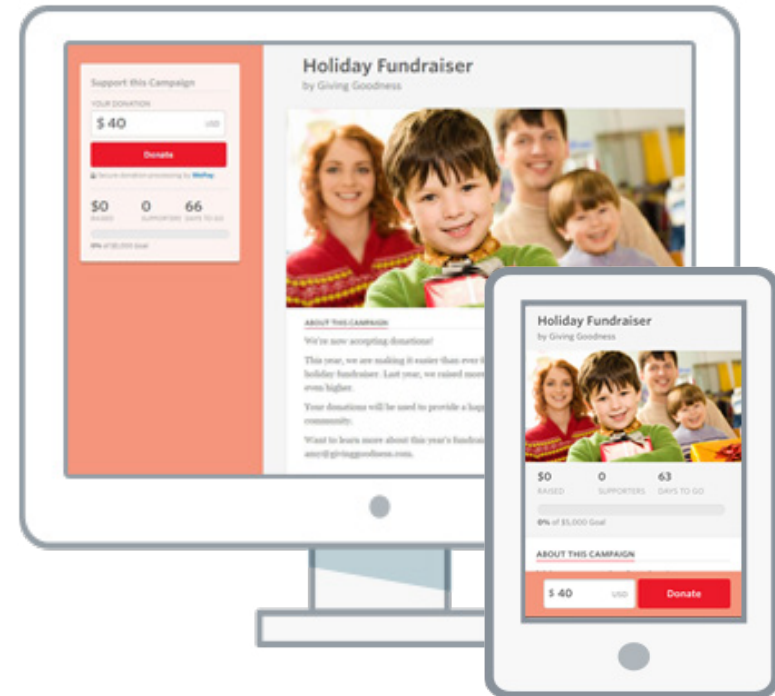 Support this Campaign
YOUR DONATION
$ 40 USD
Donate
Secure donation processing by WePay
$0 0 66
RAISED SUPPORTERS DAYS TO GO
0% of $5,000 Goal
Holiday Fundraiser
by Giving Goodness
ABOUT THIS CAMPAIGN
We're now accepting donations!
This year, we are making it easier than ever
holiday fundraiser. Last year, we raised more
even higher.
Your donations will be used to provide a
community.
Want to learn more about this year's
amy@givinggoodness.com.
Holiday Fundraiser
by Giving Goodness
$0 0 63
RAISED SUPPORTERS DAYS TO GO
0% of $5,000 Goal
ABOUT THIS CAMPAIGN
$ 40 USD Donate